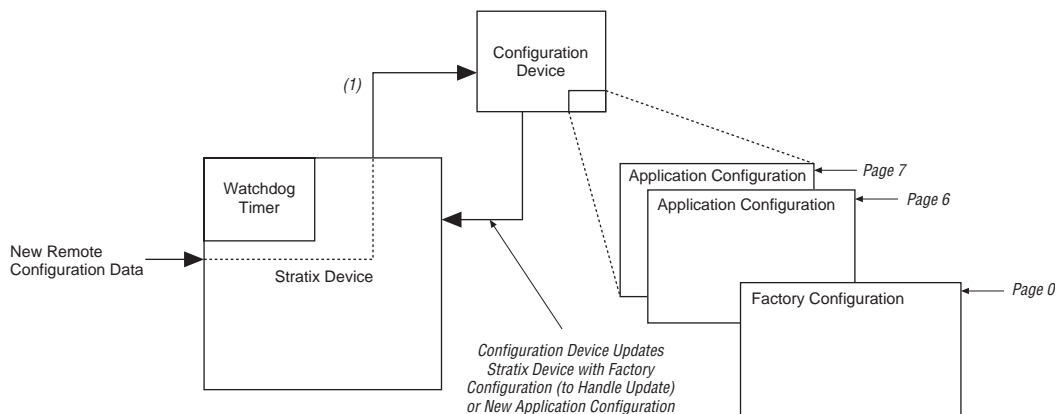 Configuration
Device
(1)
Application Configuration
Page 7
Watchdog
Timer
Application Configuration
Page 6
New Remote
Configuration Data
Stratix Device
Factory Configuration
Page 0
Configuration Device Updates
Stratix Device with Factory
Configuration (to Handle Update)
or New Application Configuration